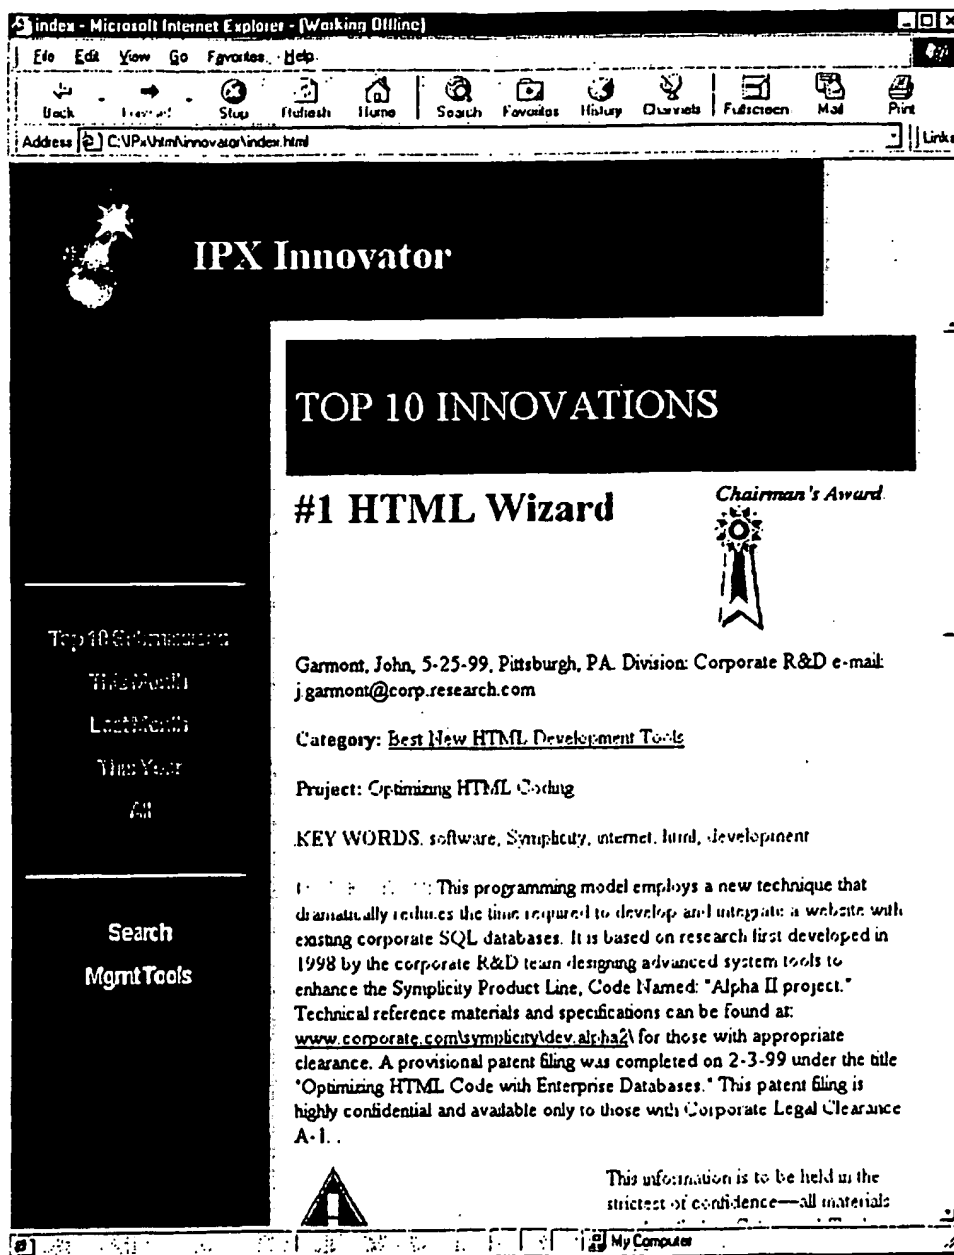 index - Microsoft Internet Explorer - (Working Offline)
File Edit View Go Favorites Help
Back Forward Stop Refresh Home Search Favorites History Channels Fullscreen Mail Print
Address C:\IPx\html\innovator\index.html Links
IPX Innovator
TOP 10 INNOVATIONS
#1 HTML Wizard
Chairman's Award
Top 10 Submissions
This Month
Last Month
This Year
All
Search
Mgmt Tools
Garmont, John, 5-25-99, Pittsburgh, PA. Division: Corporate R&D e-mail:
j.garmont@corp.research.com
Category: Best New HTML Development Tools
Project: Optimizing HTML Coding
KEY WORDS: software, Symplicity, internet, html, development
This programming model employs a new technique that
dramatically reduces the time required to develop and integrate a website with
existing corporate SQL databases. It is based on research first developed in
1998 by the corporate R&D team designing advanced system tools to
enhance the Symplicity Product Line, Code Named: "Alpha II project."
Technical reference materials and specifications can be found at:
www.corporate.com\symplicity\dev.alpha2\ for those with appropriate
clearance. A provisional patent filing was completed on 2-3-99 under the title
"Optimizing HTML Code with Enterprise Databases." This patent filing is
highly confidential and available only to those with Corporate Legal Clearance
A-1. .
This information is to be held in the
strictest of confidence—all materials
My Computer